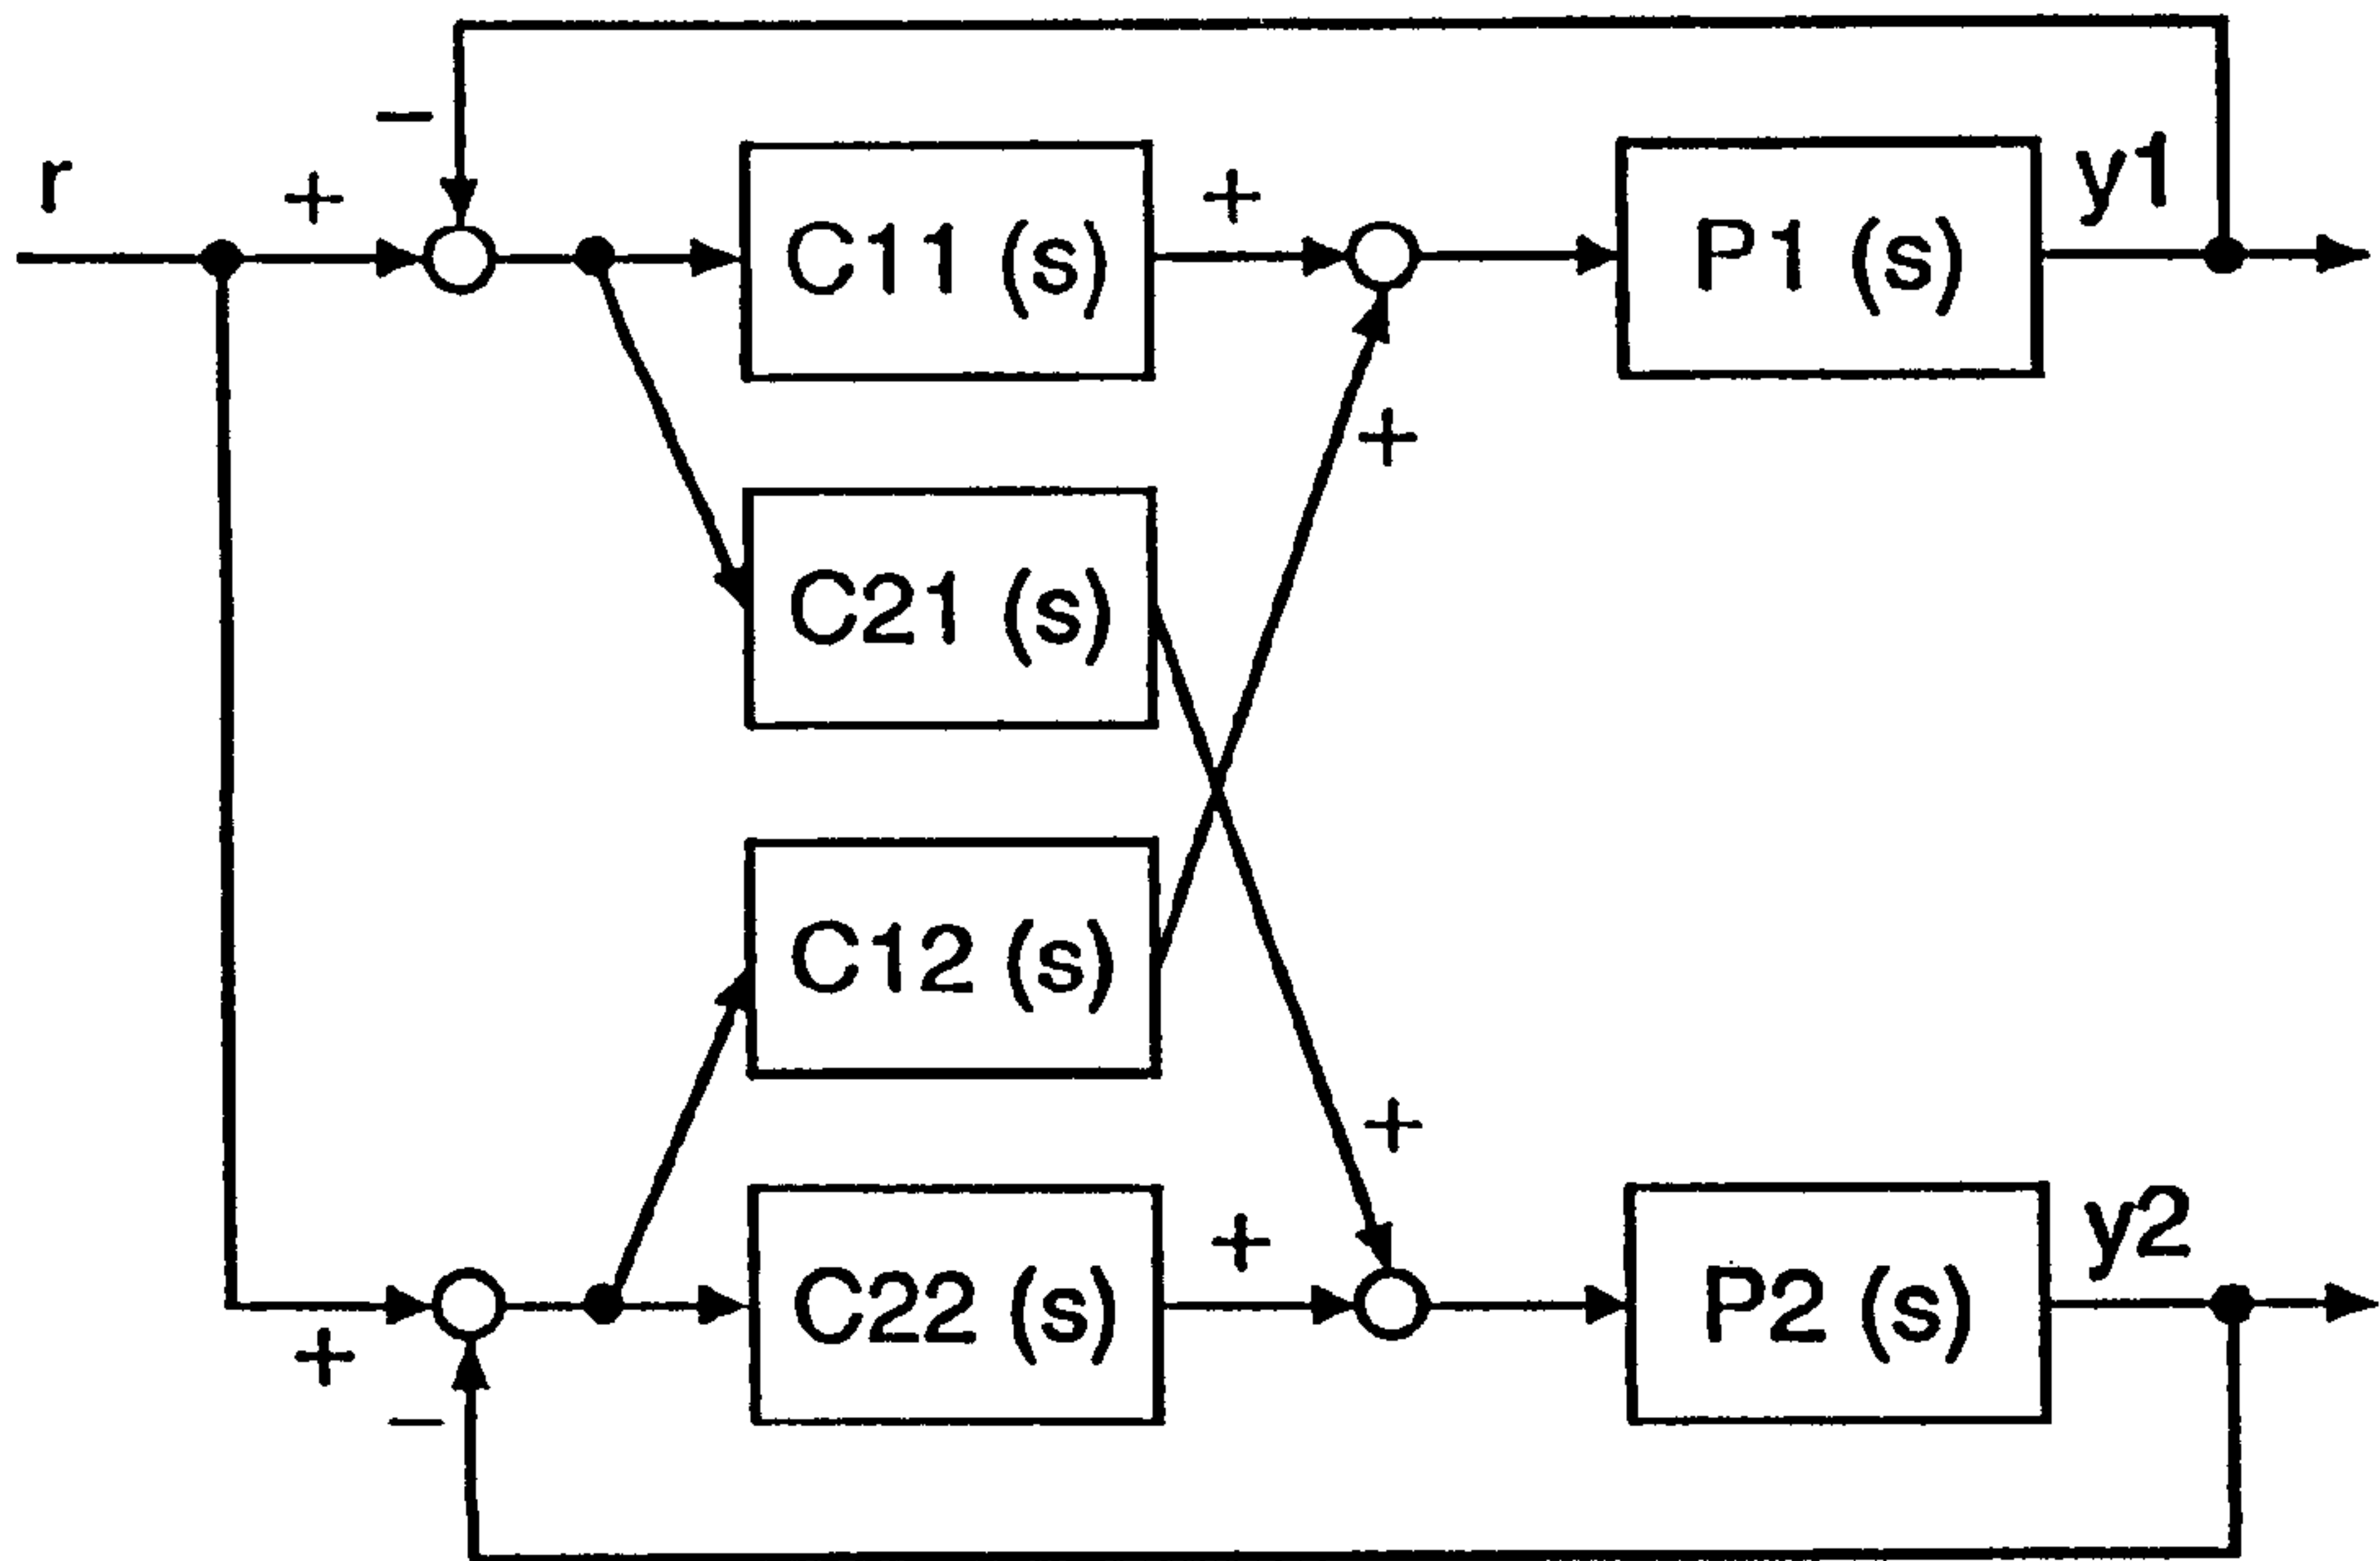 −
r
+
C11 (s)
+
P1 (s)
y1
+
C21 (s)
C12 (s)
+
+
C22 (s)
+
P2 (s)
y2
−